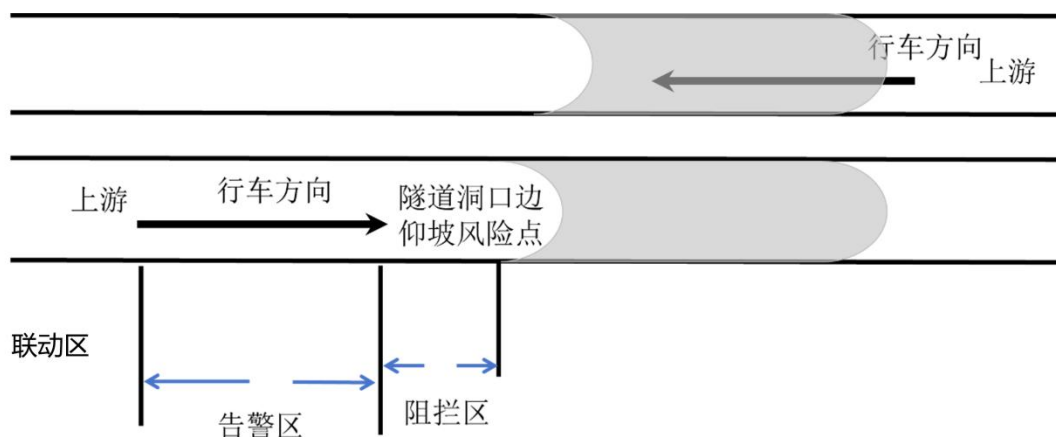 行车方向
上游
上游
行车方向
隧道洞口边
仰坡风险点
联动区
告警区
阻拦区